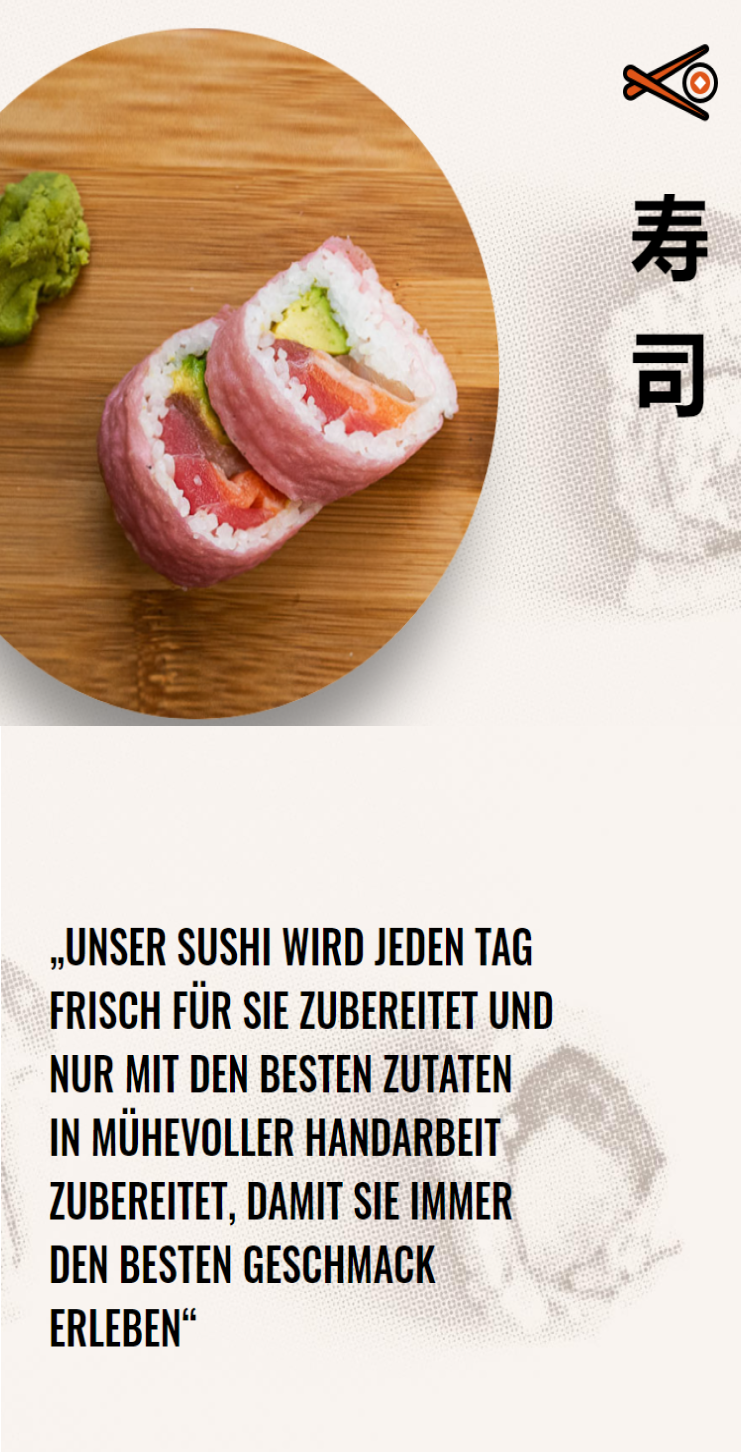 寿
司
„UNSER SUSHI WIRD JEDEN TAG
FRISCH FÜR SIE ZUBEREITET UND
NUR MIT DEN BESTEN ZUTATEN
IN MÜHEVOLLER HANDARBEIT
ZUBEREITET, DAMIT SIE IMMER
DEN BESTEN GESCHMACK
ERLEBEN“